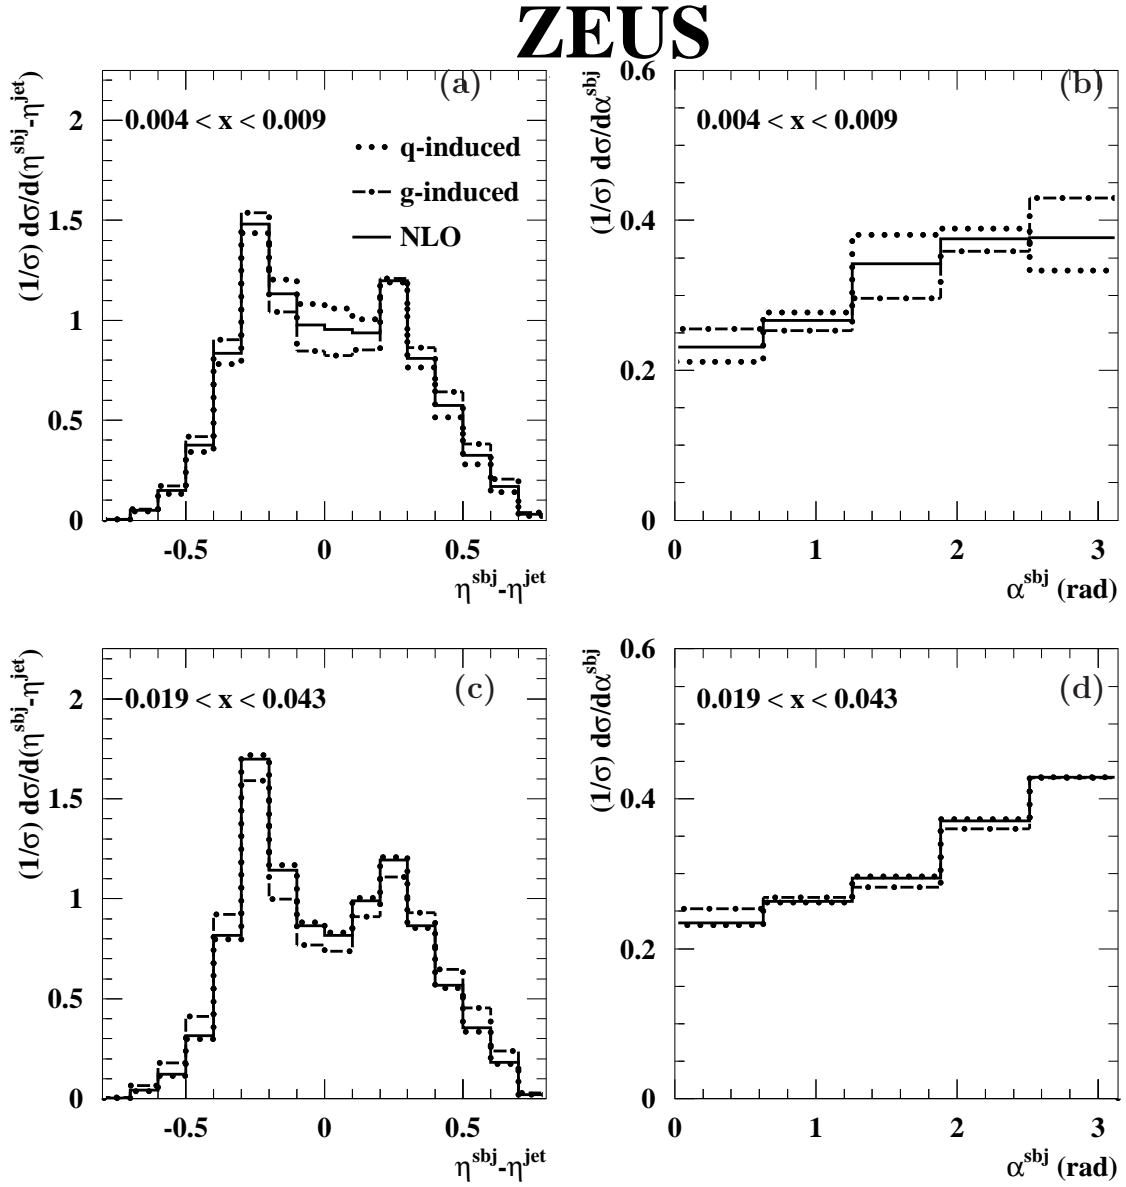 ZEUS
(a)
(1/σ) dσ/d(η^sbj-η^jet)
0.004 < x < 0.009
q-induced
g-induced
NLO
2
1.5
1
0.5
0
-0.5 0 0.5
η^sbj-η^jet
(b)
(1/σ) dσ/dα^sbj
0.004 < x < 0.009
0.6
0.4
0.2
0
0 1 2 3
α^sbj (rad)
(c)
(1/σ) dσ/d(η^sbj-η^jet)
0.019 < x < 0.043
2
1.5
1
0.5
0
-0.5 0 0.5
η^sbj-η^jet
(d)
(1/σ) dσ/dα^sbj
0.019 < x < 0.043
0.6
0.4
0.2
0
0 1 2 3
α^sbj (rad)